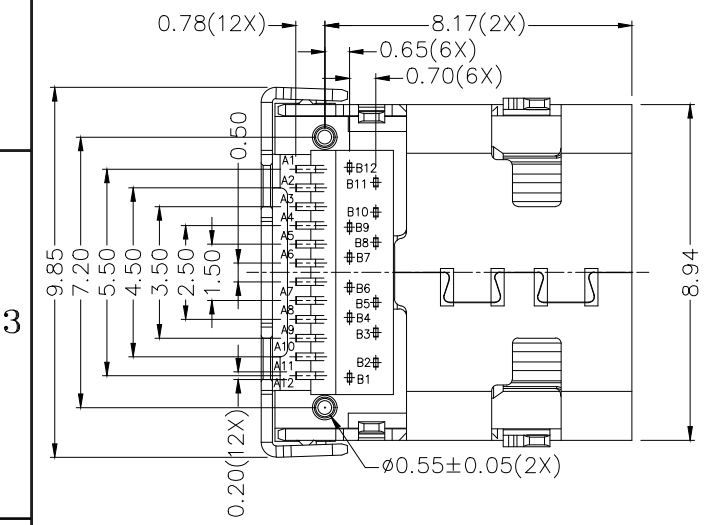 0.78(12X)
8.17(2X)
0.65(6X)
0.70(6X)
0.50
A1
A2
A3
A4
A5
A6
A7
A8
A9
A10
A11
A12
B12
B11
B10
B9
B8
B7
B6
B5
B4
B3
B2
B1
9.85
7.20
5.50
4.50
3.50
2.50
1.50
8.94
3
0.20(12X)
⌀0.55±0.05(2X)